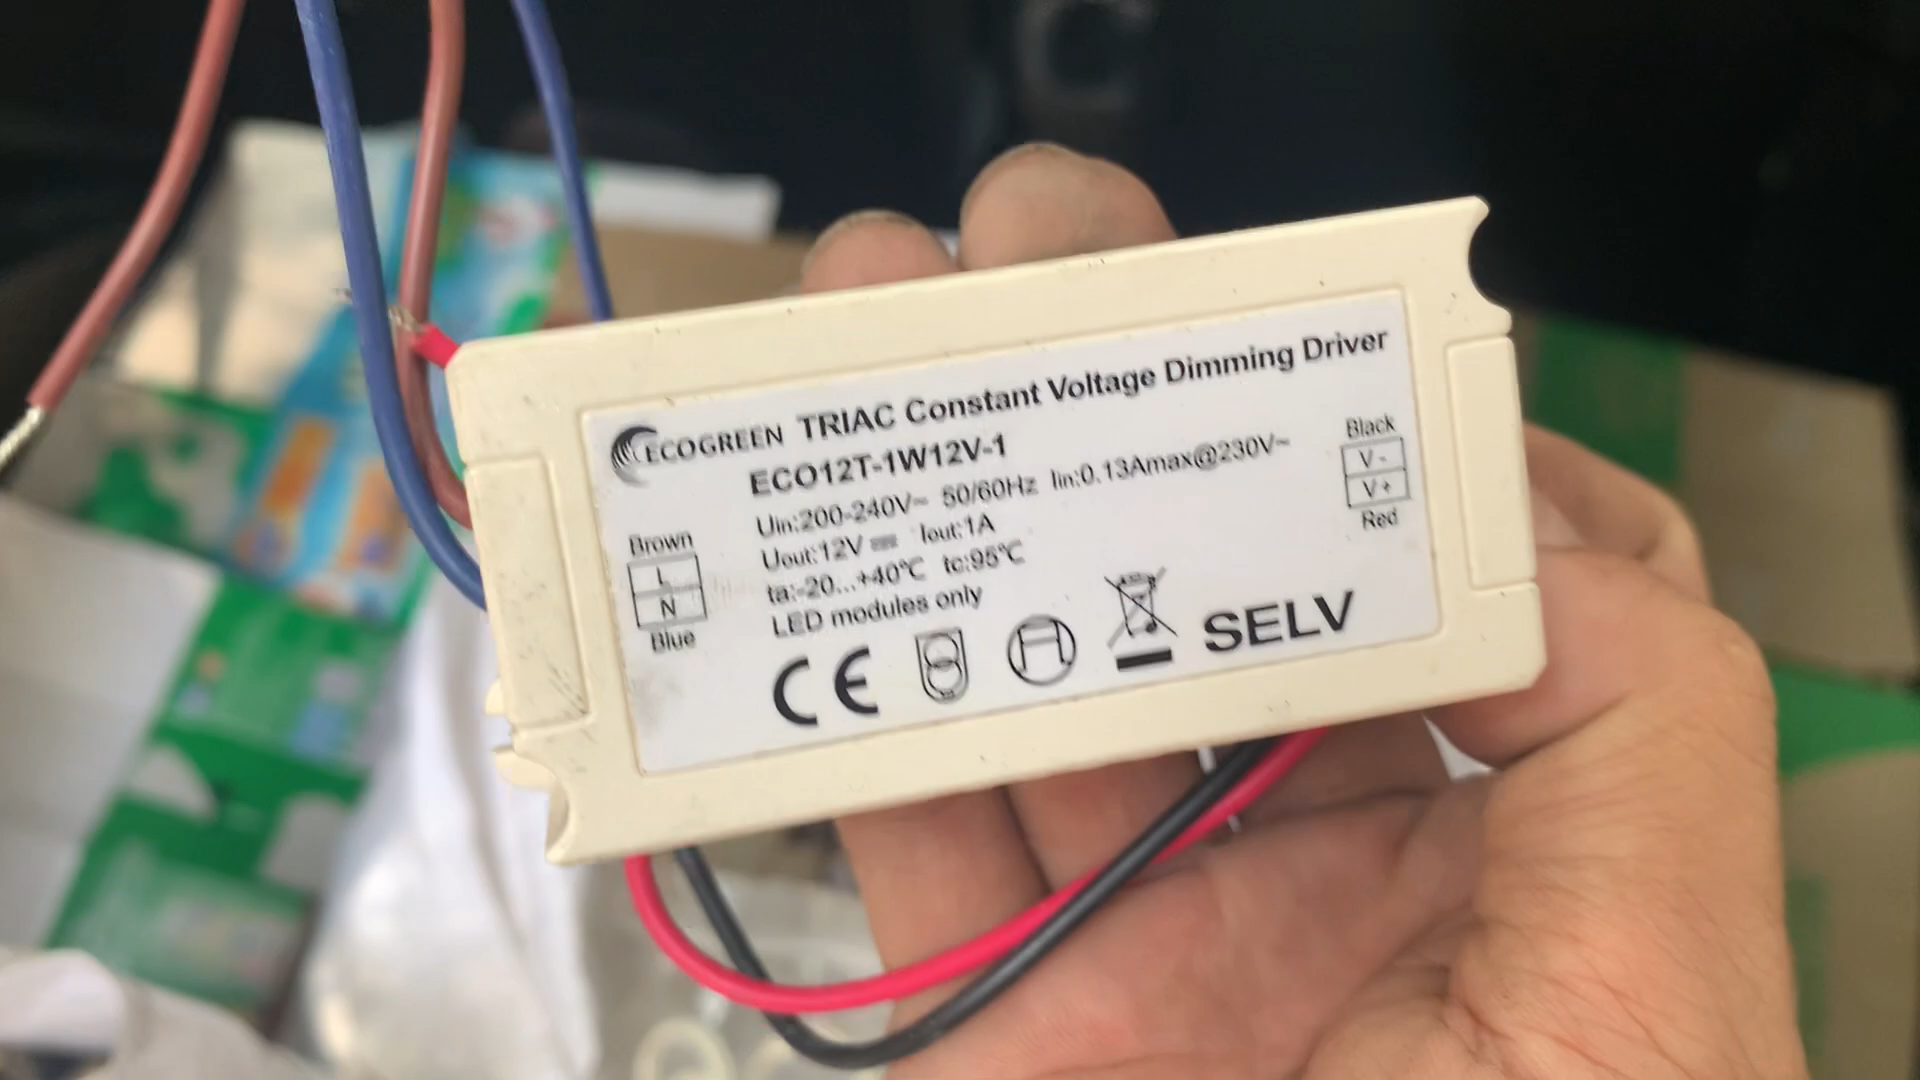 ECOGREEN TRIAC Constant Voltage Dimming Driver
ECO12T-1W12V-1
Uin:200-240V~ 50/60Hz Iin:0.13Amax@230V~
Uout:12V Iout:1A
ta:-20...+40℃ tc:95℃
LED modules only
Brown
L
N
Blue
Black
V -
V +
Red
CE
SELV